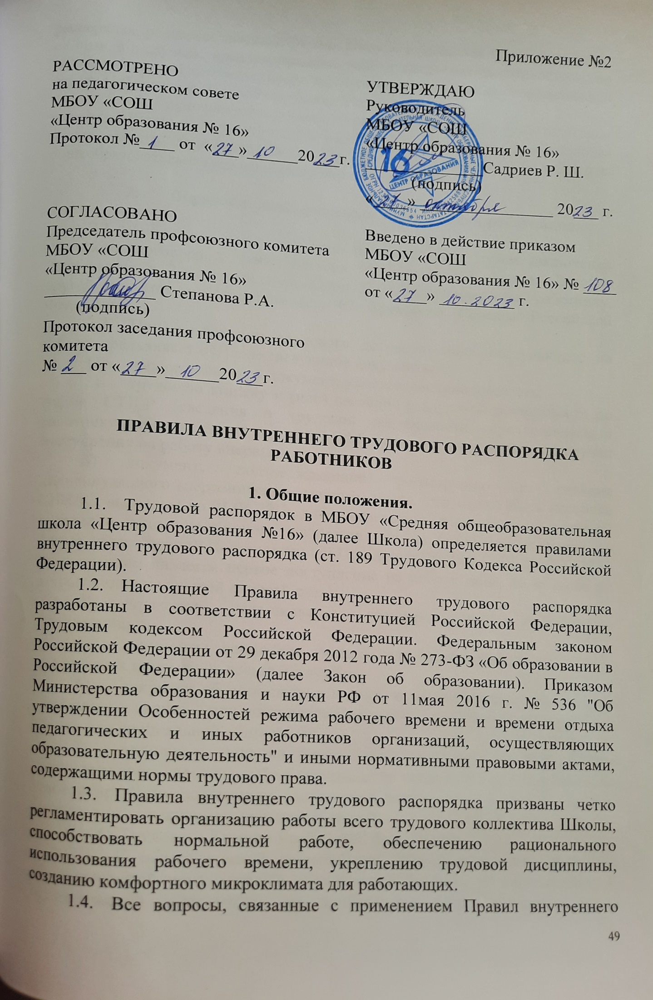 Приложение №2
РАССМОТРЕНО
на педагогическом совете
МБОУ «СОШ
«Центр образования № 16»
Протокол № 1 от «27» 10 2023 г.
УТВЕРЖДАЮ
Руководитель
МБОУ «СОШ
«Центр образования № 16»
Садриев Р. Ш.
(подпись)
«27» октября 2023 г.
16
ЦЕНТР ОБРАЗОВАНИЯ
СОГЛАСОВАНО
Председатель профсоюзного комитета
МБОУ «СОШ
«Центр образования № 16»
Степанова Р.А.
(подпись)
Протокол заседания профсоюзного
комитета
№ 2 от «27» 10 2023 г.
Введено в действие приказом
МБОУ «СОШ
«Центр образования № 16» № 108
от «27» 10.2023 г.
ПРАВИЛА ВНУТРЕННЕГО ТРУДОВОГО РАСПОРЯДКА
РАБОТНИКОВ
1. Общие положения.
1.1. Трудовой распорядок в МБОУ «Средняя общеобразовательная
школа «Центр образования №16» (далее Школа) определяется правилами
внутреннего трудового распорядка (ст. 189 Трудового Кодекса Российской
Федерации).
1.2. Настоящие Правила внутреннего трудового распорядка
разработаны в соответствии с Конституцией Российской Федерации,
Трудовым кодексом Российской Федерации. Федеральным законом
Российской Федерации от 29 декабря 2012 года № 273-ФЗ «Об образовании в
Российской Федерации» (далее Закон об образовании). Приказом
Министерства образования и науки РФ от 11мая 2016 г. № 536 "Об
утверждении Особенностей режима рабочего времени и времени отдыха
педагогических и иных работников организаций, осуществляющих
образовательную деятельность" и иными нормативными правовыми актами,
содержащими нормы трудового права.
1.3. Правила внутреннего трудового распорядка призваны четко
регламентировать организацию работы всего трудового коллектива Школы,
способствовать нормальной работе, обеспечению рационального
использования рабочего времени, укреплению трудовой дисциплины,
созданию комфортного микроклимата для работающих.
1.4. Все вопросы, связанные с применением Правил внутреннего
49